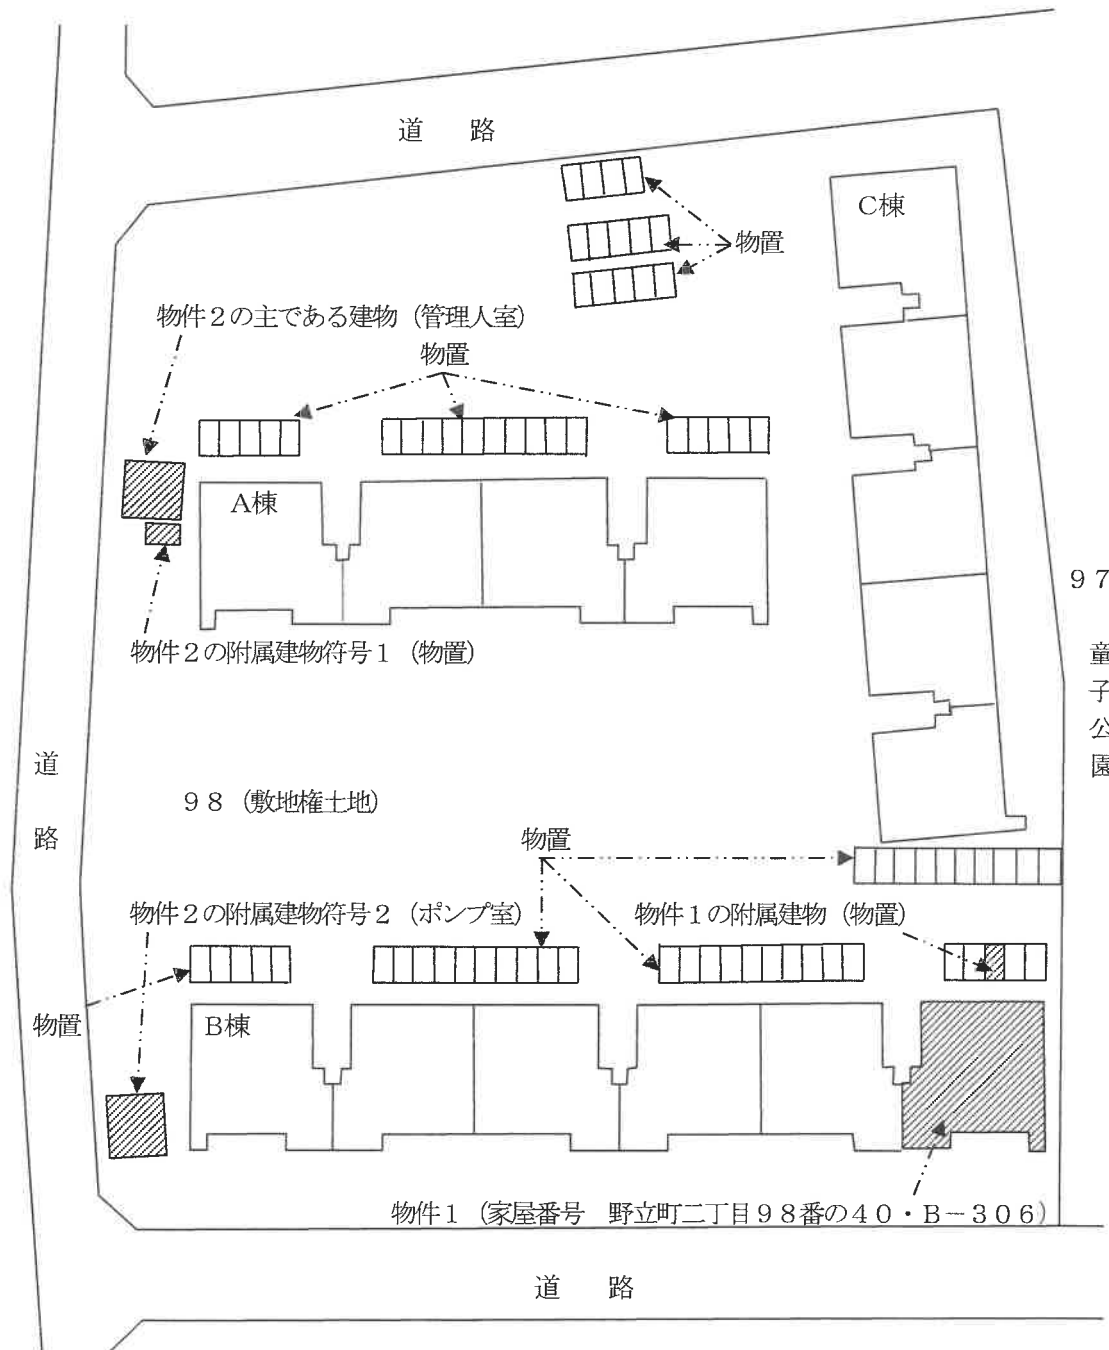 道　路
C棟
物置
物件２の主である建物（管理人室）
物置
A棟
９７
物件２の附属建物符号１（物置）
童子公園
道　路
９８（敷地権土地）
物置
物件２の附属建物符号２（ポンプ室）
物件１の附属建物（物置）
物置
B棟
物件１（家屋番号　野立町二丁目９８番の４０・Ｂ－３０６）
道　路